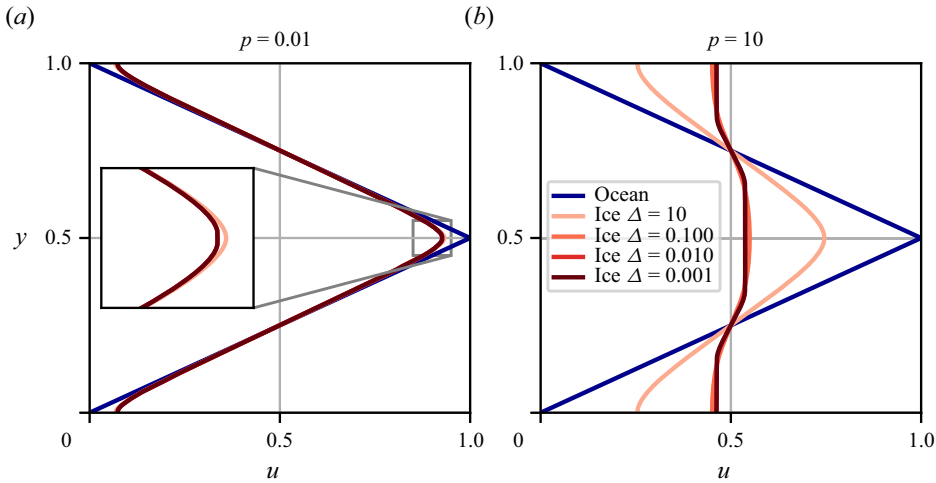 (a)
p = 0.01
(b)
p = 10
1.0
y
0.5
0
0.5
1.0
u
1.0
0.5
0
0.5
1.0
u
Ocean
Ice Δ = 10
Ice Δ = 0.100
Ice Δ = 0.010
Ice Δ = 0.001